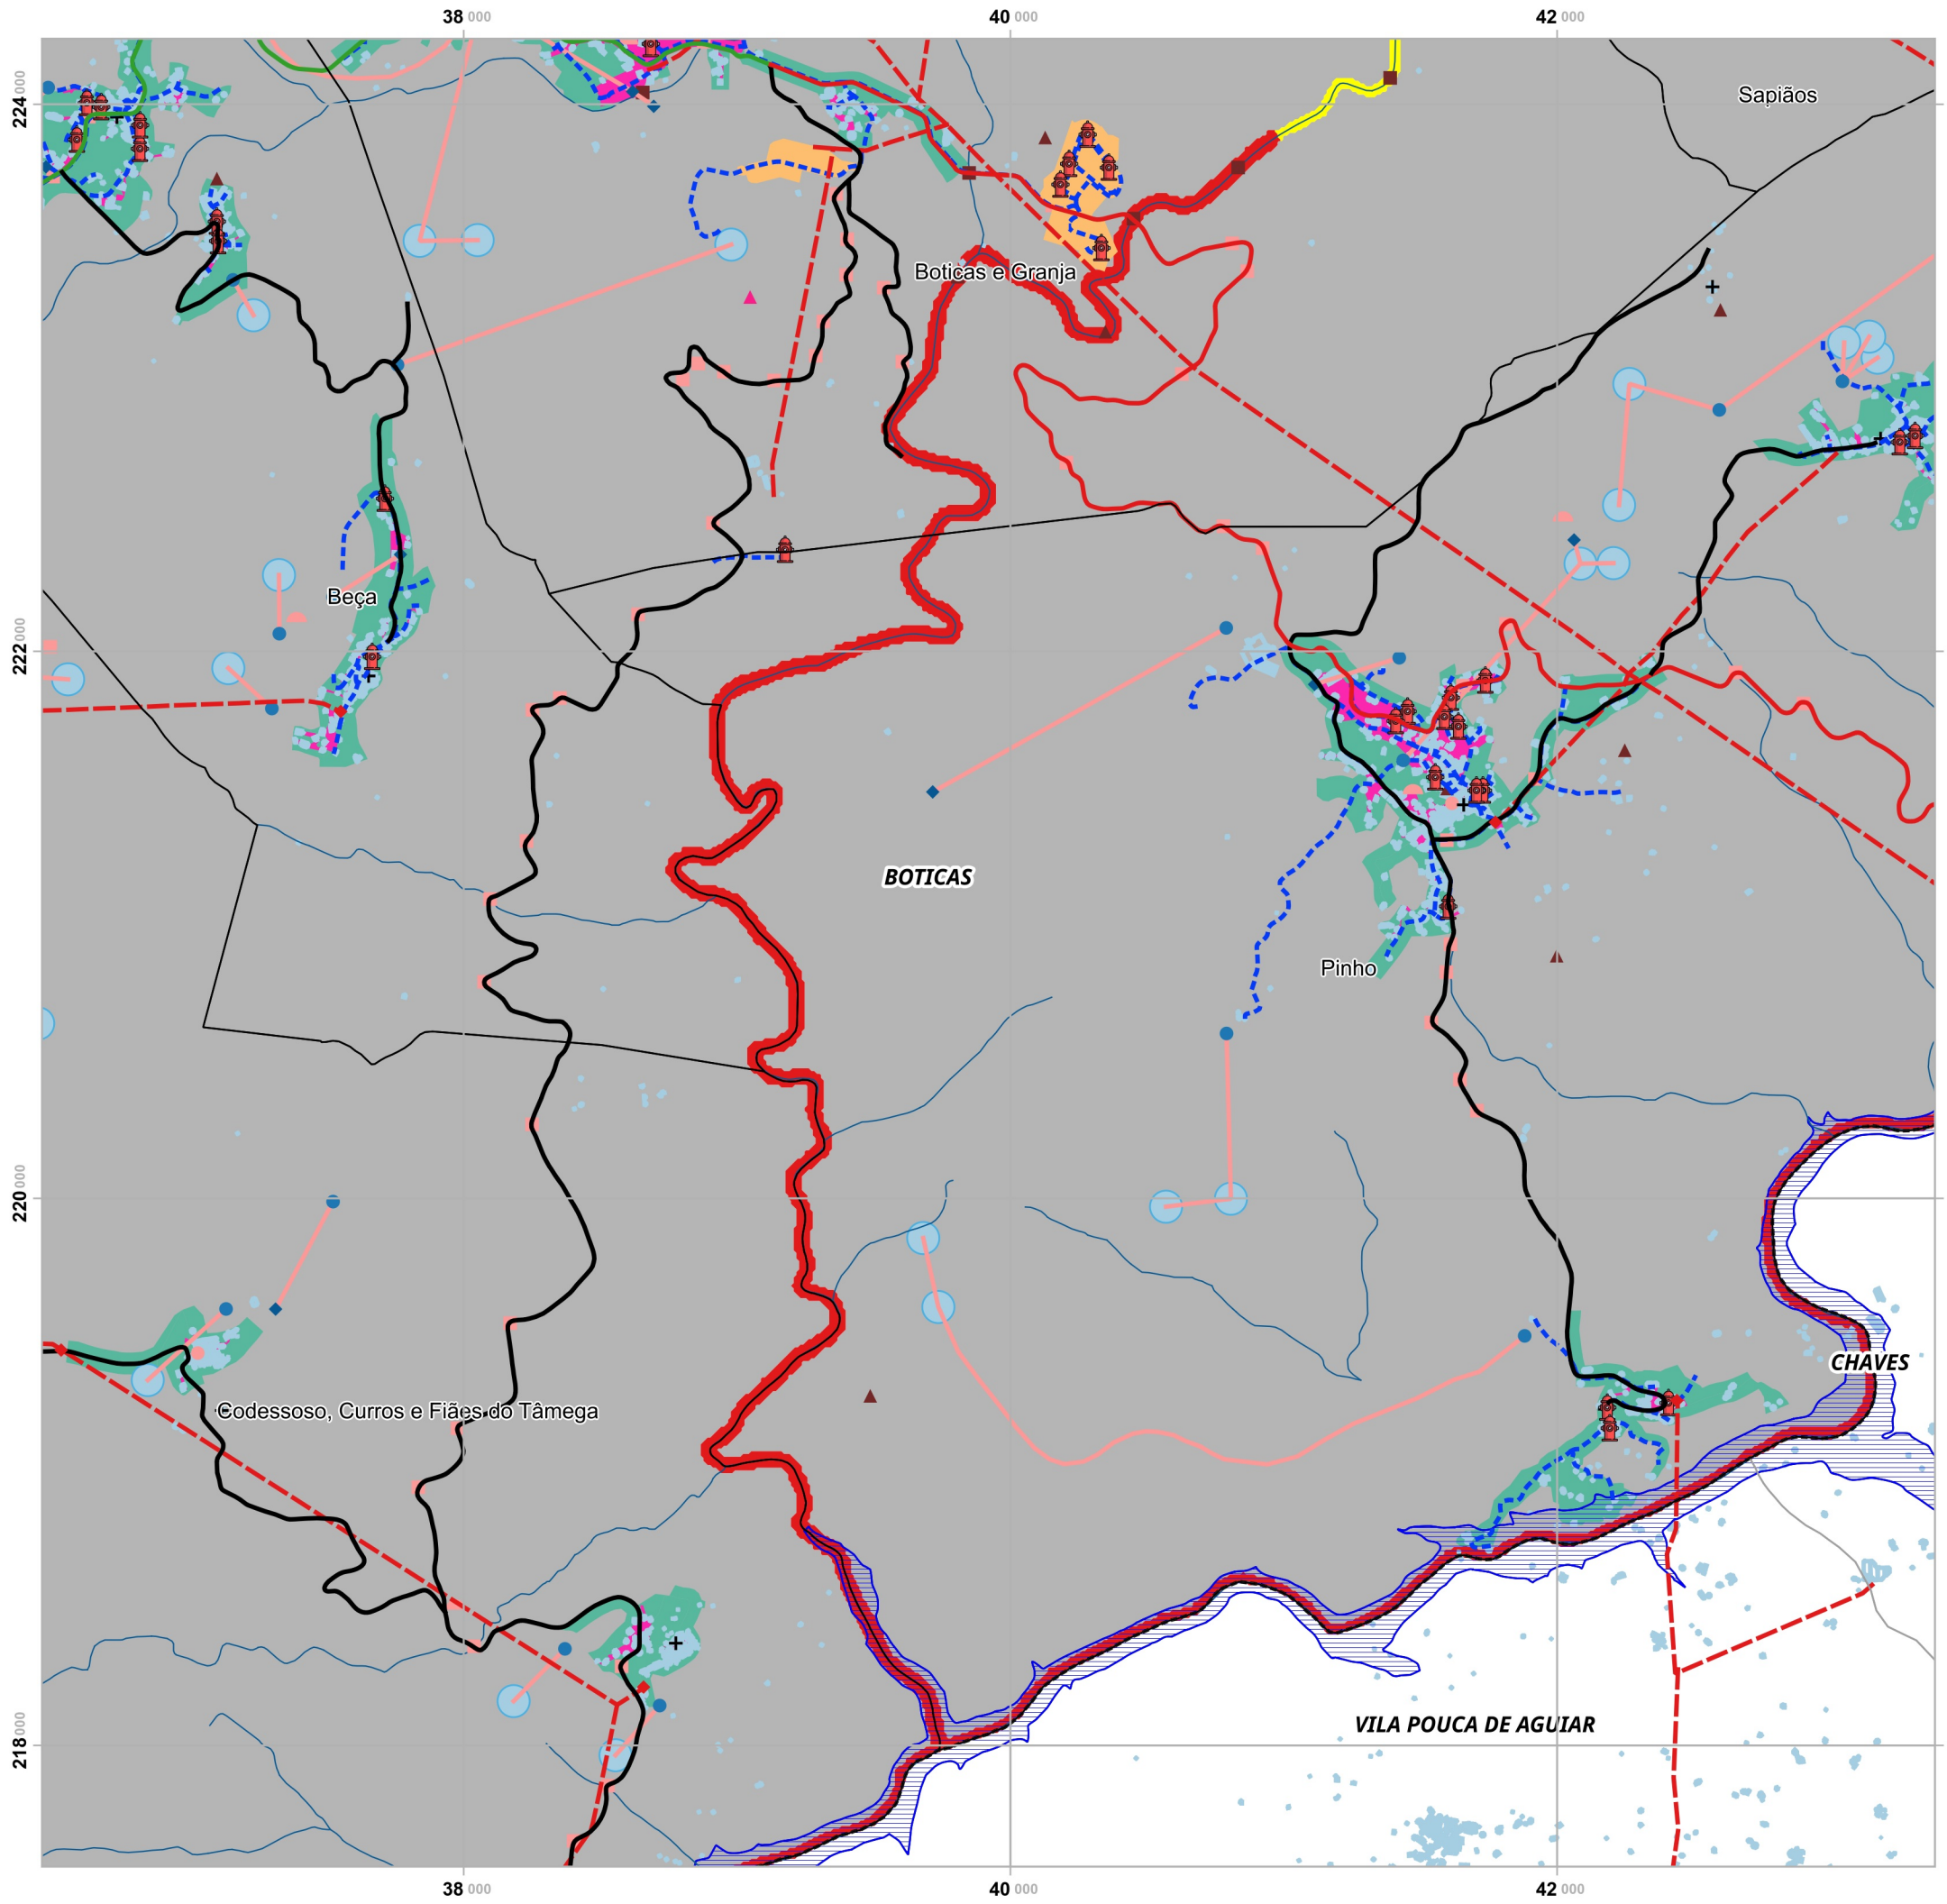 38 000 40 000 42 000
224 000
Sapiãos
Boticas e Granja
222 000
Beça
BOTICAS
Pinho
220 000
CHAVES
Codessoso, Curros e Fiães do Tâmega
VILA POUCA DE AGUIAR
218 000
38 000 40 000 42 000